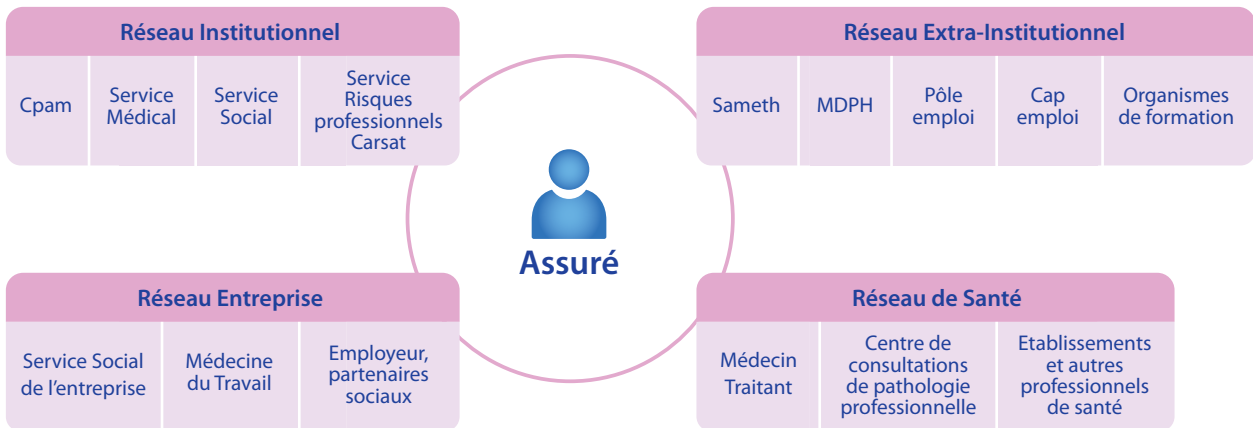 Réseau Institutionnel
Cpam
Service
Médical
Service
Social
Service
Risques
professionnels
Carsat
Réseau Extra-Institutionnel
Sameth
MDPH
Pôle
emploi
Cap
emploi
Organismes
de formation
Assuré
Réseau Entreprise
Service Social
de l’entreprise
Médecine
du Travail
Employeur,
partenaires
sociaux
Réseau de Santé
Médecin
Traitant
Centre de
consultations
de pathologie
professionnelle
Etablissements
et autres
professionnels
de santé